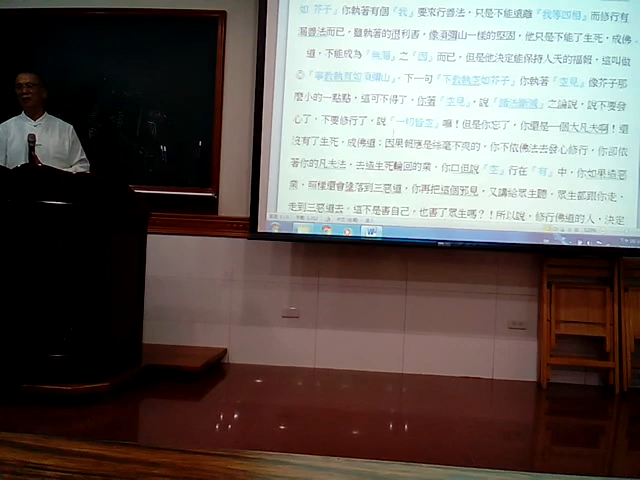 如芥子」你執著有個『我』要來行善法，只是不能遠離『我等四相』而修行有
漏善法而已，雖執著的很利害，像須彌山一樣的堅固，他只是不能了生死，成佛
道，不能成為『無漏』之『因』而已，但是他決定能保持人天的福報，這叫做
『寧教執有如須彌山』，下一句『不教執空如芥子』你執著『空見』像芥子那
麼小的一點點，這可不得了，你落『空見』，說『諸法斷滅』之論說，說不要發
心了，不要修行了，說『一切皆空』嘛！但是你忘了，你還是一個大凡夫啊！還
沒有了生死，成佛道；因果報應是絲毫不爽的，你不依佛法去發心修行，你卻依
著你的凡夫法，去造生死輪迴的業，你口但說『空』行在『有』中，你如果造惡
業，照樣還會墮落到三惡道，你再把這個邪見，又講給眾生聽，眾生都跟你走，
走到三惡道去，這不是害自己，也害了眾生嗎？！所以說，修行佛道的人，決定